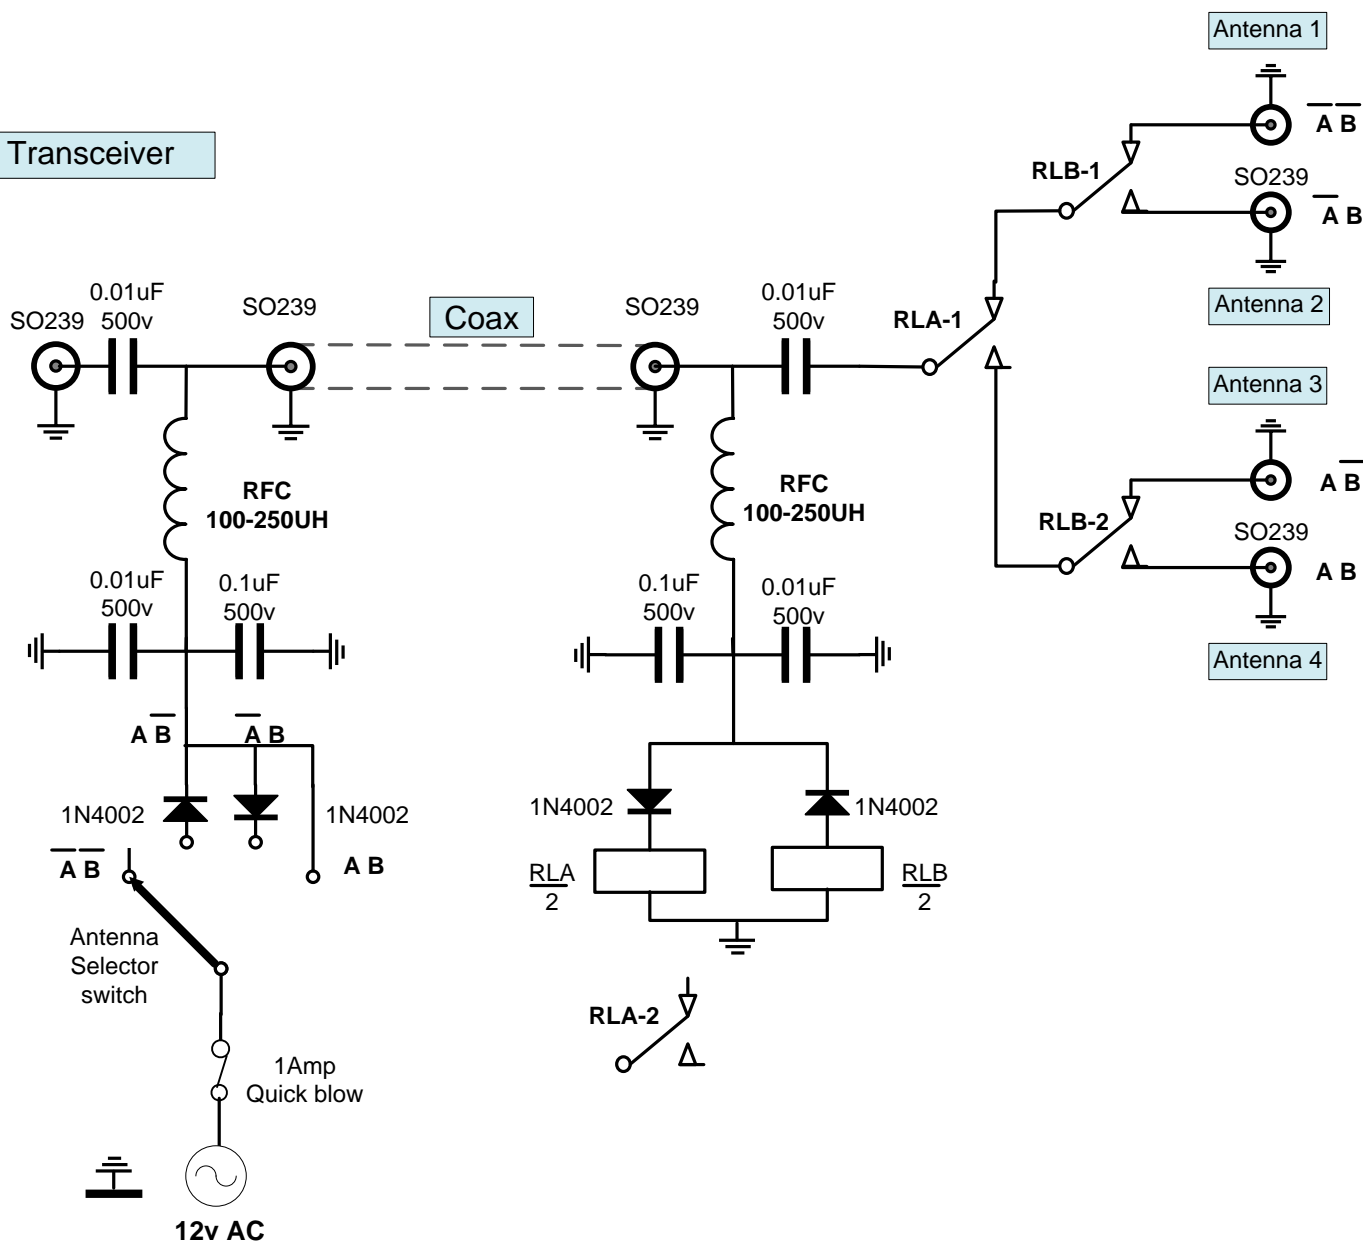 Antenna 1
A̅ B̅
Transceiver
RLB-1
SO239
A̅ B
0.01uF
500v
SO239
SO239
Coax
SO239
0.01uF
500v
RLA-1
Antenna 2
Antenna 3
RFC
100-250UH
RFC
100-250UH
A B̅
RLB-2
SO239
A B
0.01uF
500v
0.1uF
500v
0.1uF
500v
0.01uF
500v
Antenna 4
A B̅
A̅ B
1N4002
1N4002
1N4002
1N4002
A̅ B̅
A B
RLA
2
RLB
2
Antenna
Selector
switch
RLA-2
1Amp
Quick blow
12v AC